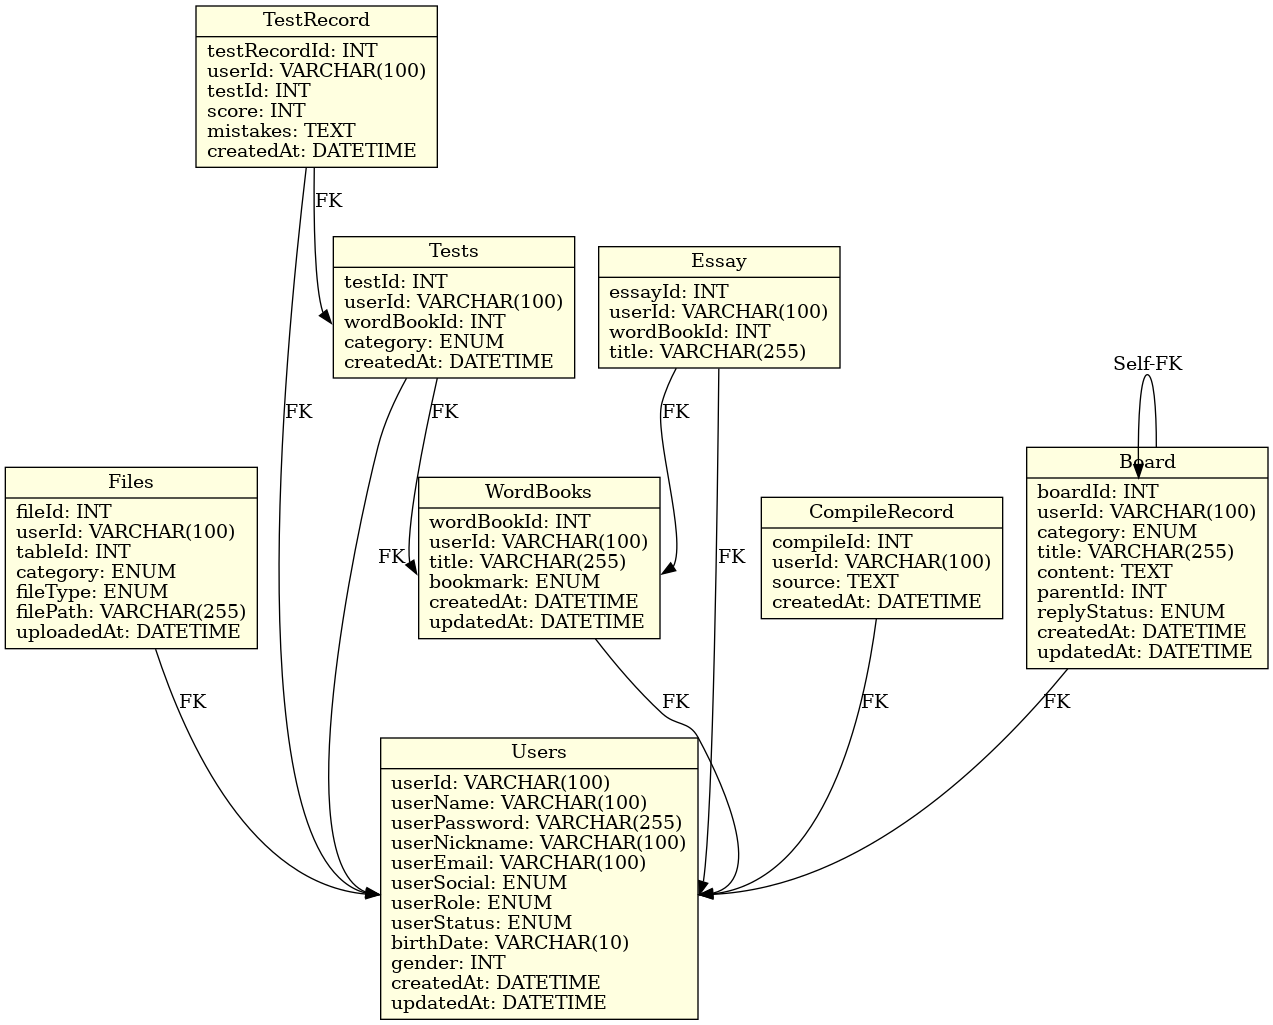 TestRecord
testRecordId: INT
userId: VARCHAR(100)
testId: INT
score: INT
mistakes: TEXT
createdAt: DATETIME
FK
Tests
testId: INT
userId: VARCHAR(100)
wordBookId: INT
category: ENUM
createdAt: DATETIME
Essay
essayId: INT
userId: VARCHAR(100)
wordBookId: INT
title: VARCHAR(255)
Self-FK
FK
FK
FK
Files
fileId: INT
userId: VARCHAR(100)
tableId: INT
category: ENUM
fileType: ENUM
filePath: VARCHAR(255)
uploadedAt: DATETIME
FK
WordBooks
wordBookId: INT
userId: VARCHAR(100)
title: VARCHAR(255)
bookmark: ENUM
createdAt: DATETIME
updatedAt: DATETIME
FK
CompileRecord
compileId: INT
userId: VARCHAR(100)
source: TEXT
createdAt: DATETIME
Board
boardId: INT
userId: VARCHAR(100)
category: ENUM
title: VARCHAR(255)
content: TEXT
parentId: INT
replyStatus: ENUM
createdAt: DATETIME
updatedAt: DATETIME
FK
FK
FK
FK
Users
userId: VARCHAR(100)
userName: VARCHAR(100)
userPassword: VARCHAR(255)
userNickname: VARCHAR(100)
userEmail: VARCHAR(100)
userSocial: ENUM
userRole: ENUM
userStatus: ENUM
birthDate: VARCHAR(10)
gender: INT
createdAt: DATETIME
updatedAt: DATETIME